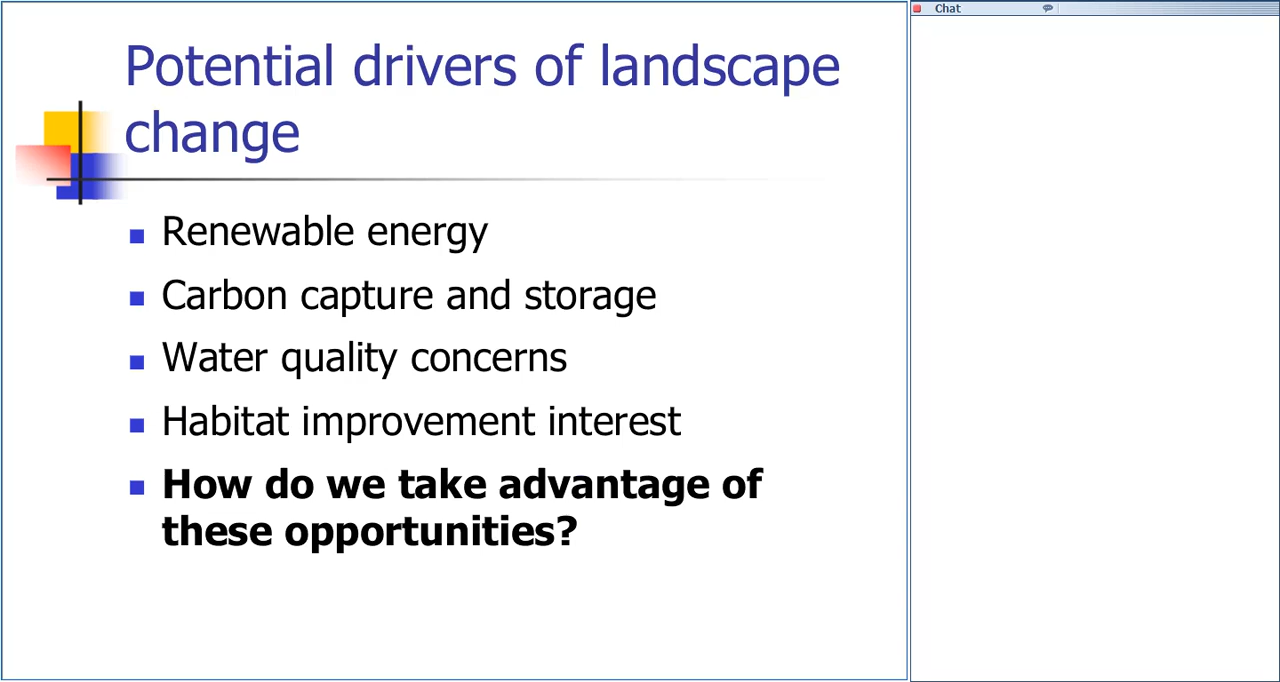 Potential drivers of landscape
change
Renewable energy
Carbon capture and storage
Water quality concerns
Habitat improvement interest
How do we take advantage of
these opportunities?
Chat